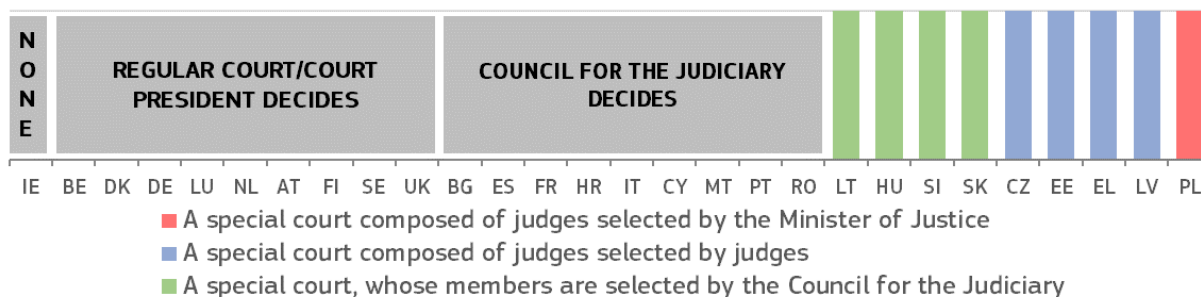 NONE
REGULAR COURT/COURT
PRESIDENT DECIDES
COUNCIL FOR THE JUDICIARY
DECIDES
IE BE DK DE LU NL AT FI SE UK BG ES FR HR IT CY MT PT RO LT HU SI SK CZ EE EL LV PL
A special court composed of judges selected by the Minister of Justice
A special court composed of judges selected by judges
A special court, whose members are selected by the Council for the Judiciary